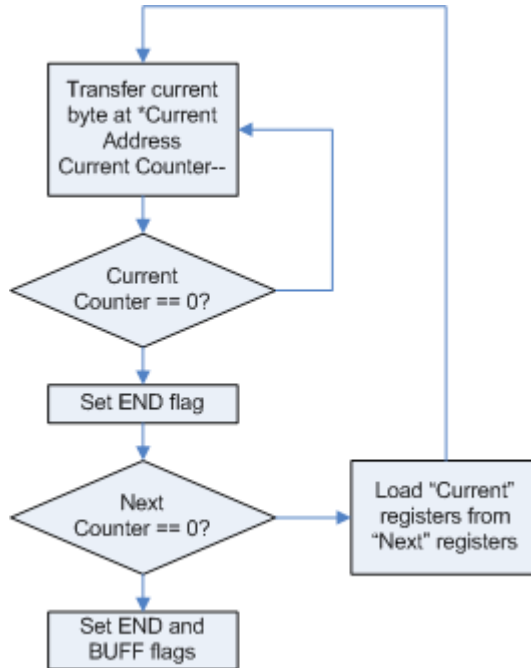 Transfer current
byte at *Current
Address
Current Counter--
Current
Counter == 0?
Set END flag
Next
Counter == 0?
Load “Current”
registers from
“Next” registers
Set END and
BUFF flags